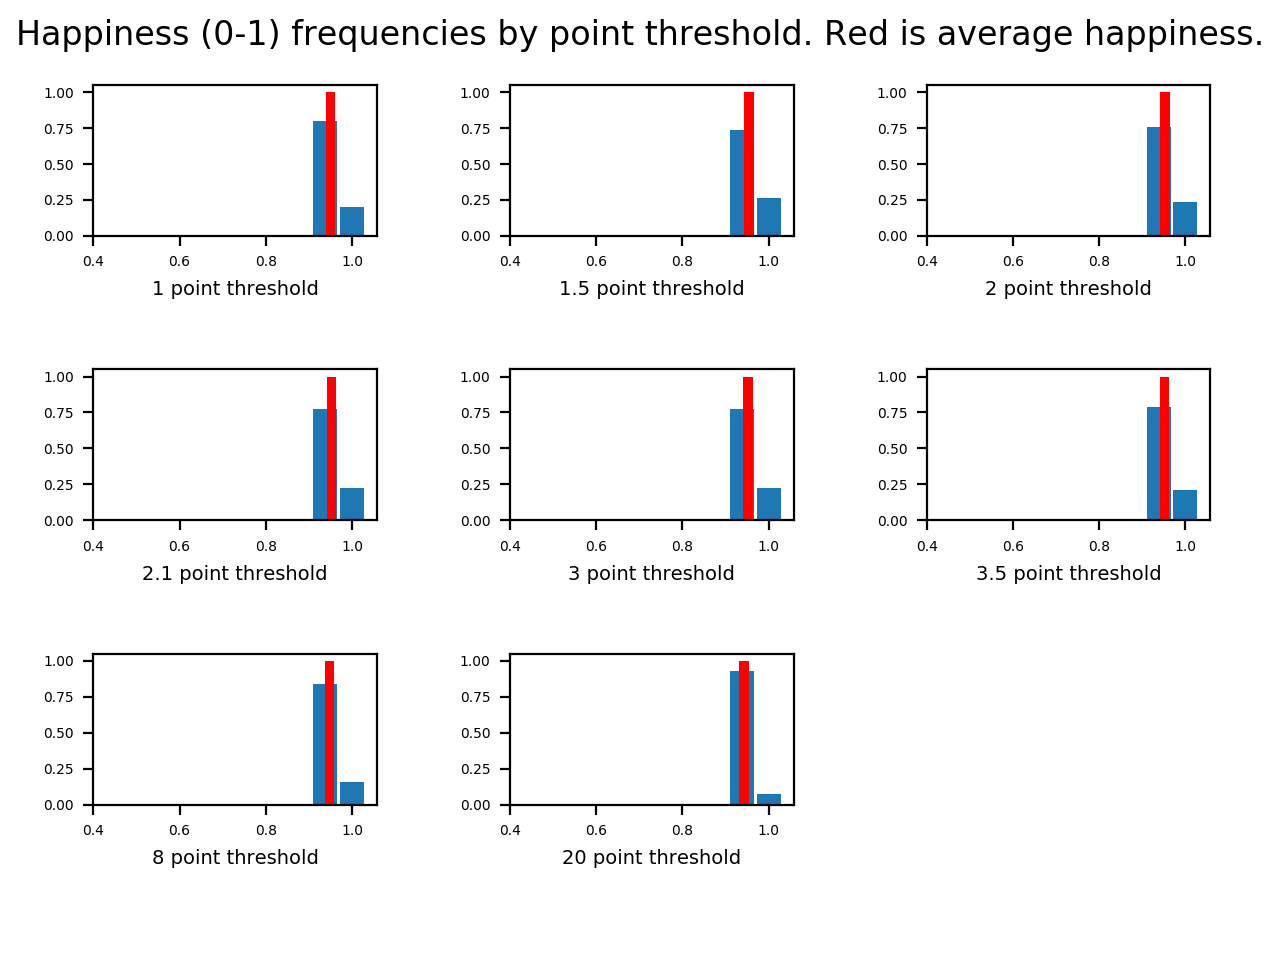 Happiness (0-1) frequencies by point threshold. Red is average happiness.
1.00 1.00 1.00
0.75 0.75 0.75
0.50 0.50 0.50
0.25 0.25 0.25
0.00 0.00 0.00
0.4 0.6 0.8 1.0 0.4 0.6 0.8 1.0 0.4 0.6 0.8 1.0
1 point threshold 1.5 point threshold 2 point threshold
1.00 1.00 1.00
0.75 0.75 0.75
0.50 0.50 0.50
0.25 0.25 0.25
0.00 0.00 0.00
0.4 0.6 0.8 1.0 0.4 0.6 0.8 1.0 0.4 0.6 0.8 1.0
2.1 point threshold 3 point threshold 3.5 point threshold
1.00 1.00
0.75 0.75
0.50 0.50
0.25 0.25
0.00 0.00
0.4 0.6 0.8 1.0 0.4 0.6 0.8 1.0
8 point threshold 20 point threshold